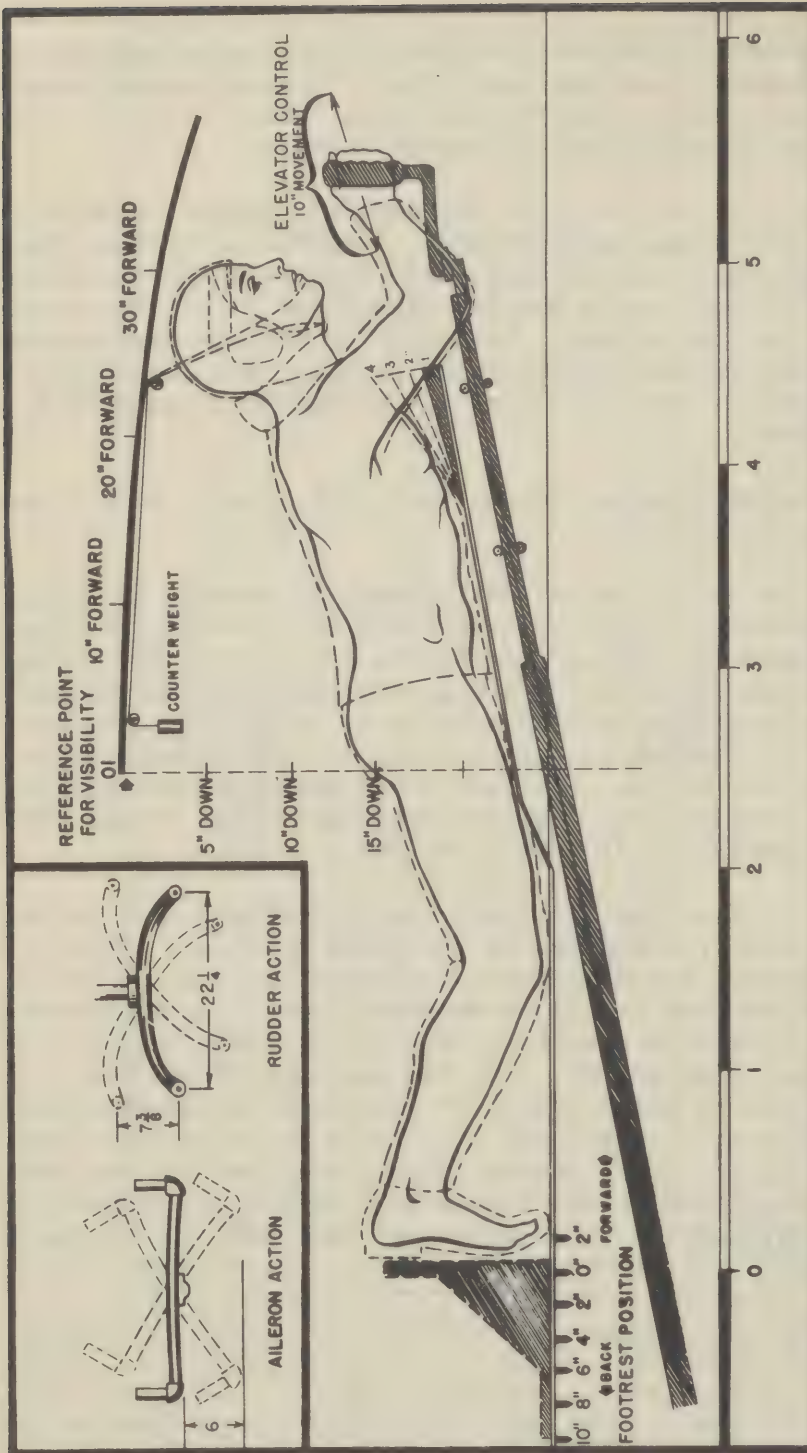 AILERON ACTION
6
RUDDER ACTION
7 3/8
22 1/4
REFERENCE POINT
FOR VISIBILITY
0
10" FORWARD
20" FORWARD
30" FORWARD
COUNTER WEIGHT
5" DOWN
10" DOWN
15" DOWN
ELEVATOR CONTROL
10" MOVEMENT
4
3
2"
10" 8" 6" 4" 2" 0" 2"
BACK FORWARD
FOOTREST POSITION
0 1 2 3 4 5 6